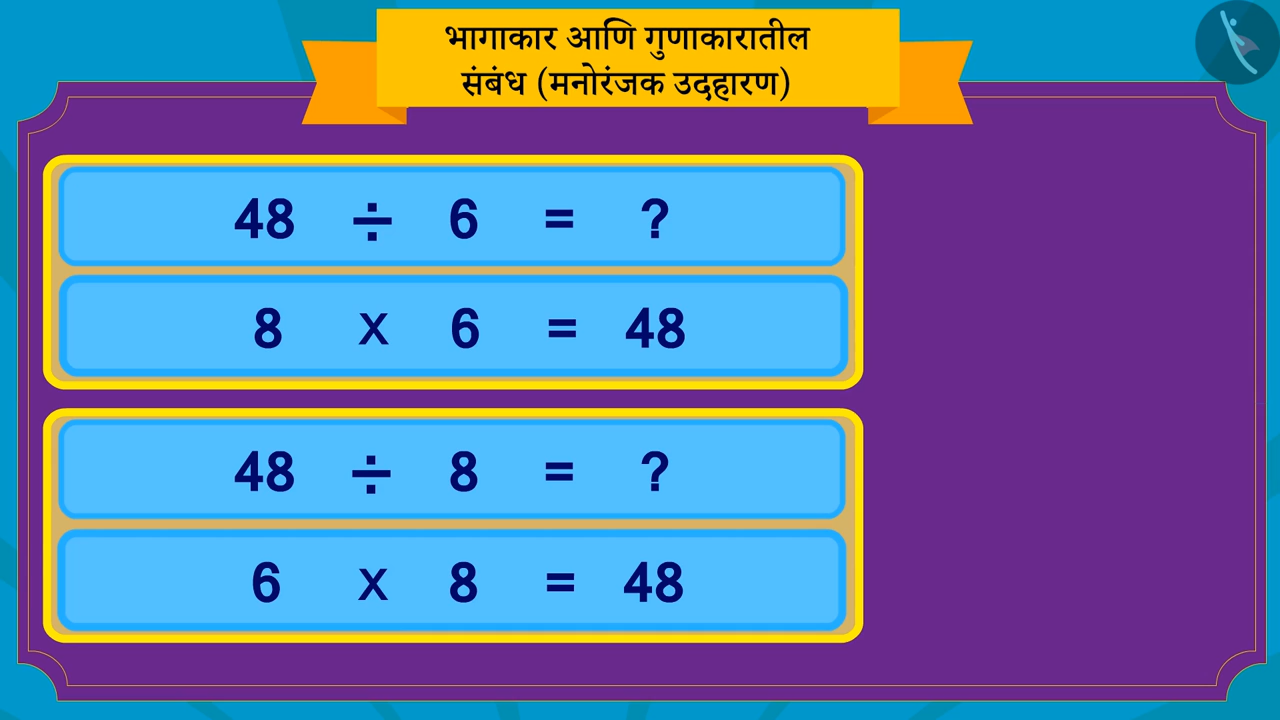 भागाकार आणि गुणाकारातील
संबंध (मनोरंजक उदहारण)
48 ÷ 6 = ?
8 x 6 = 48
48 ÷ 8 = ?
6 x 8 = 48